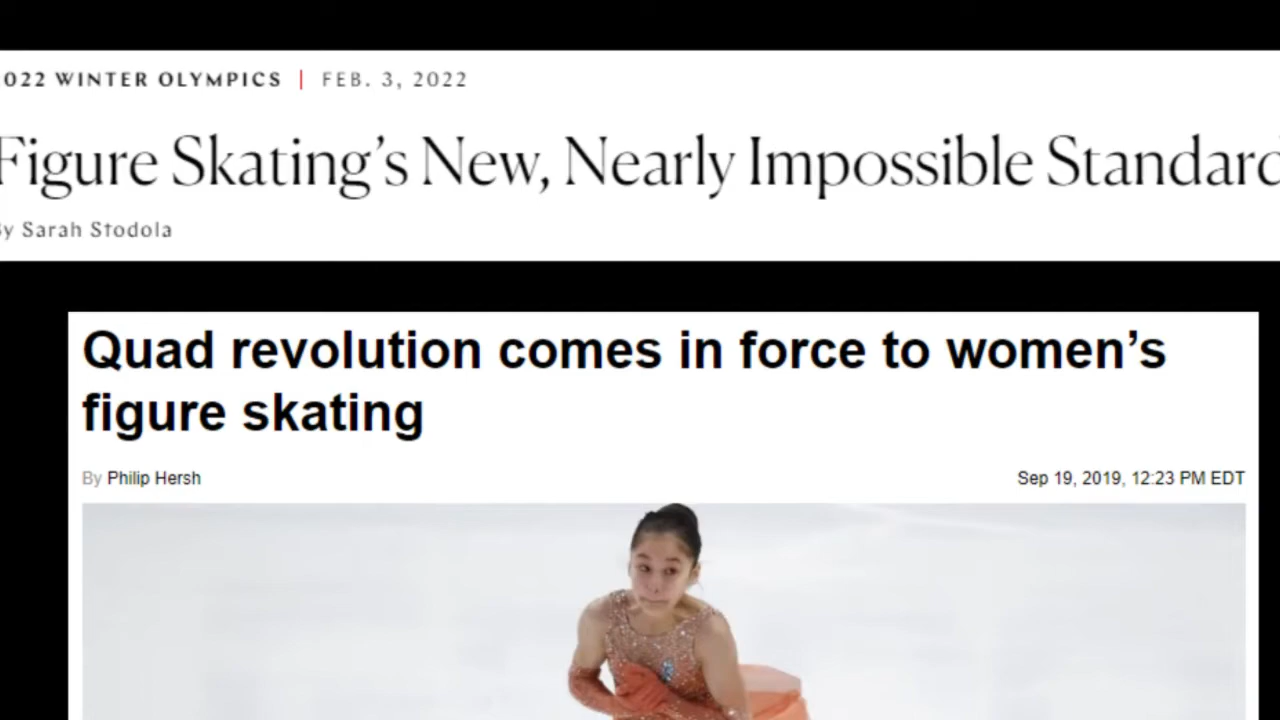 022 WINTER OLYMPICS | FEB. 3, 2022
Figure Skating's New, Nearly Impossible Standard
By Sarah Stodola
Quad revolution comes in force to women's
figure skating
By Philip Hersh
Sep 19, 2019, 12:23 PM EDT